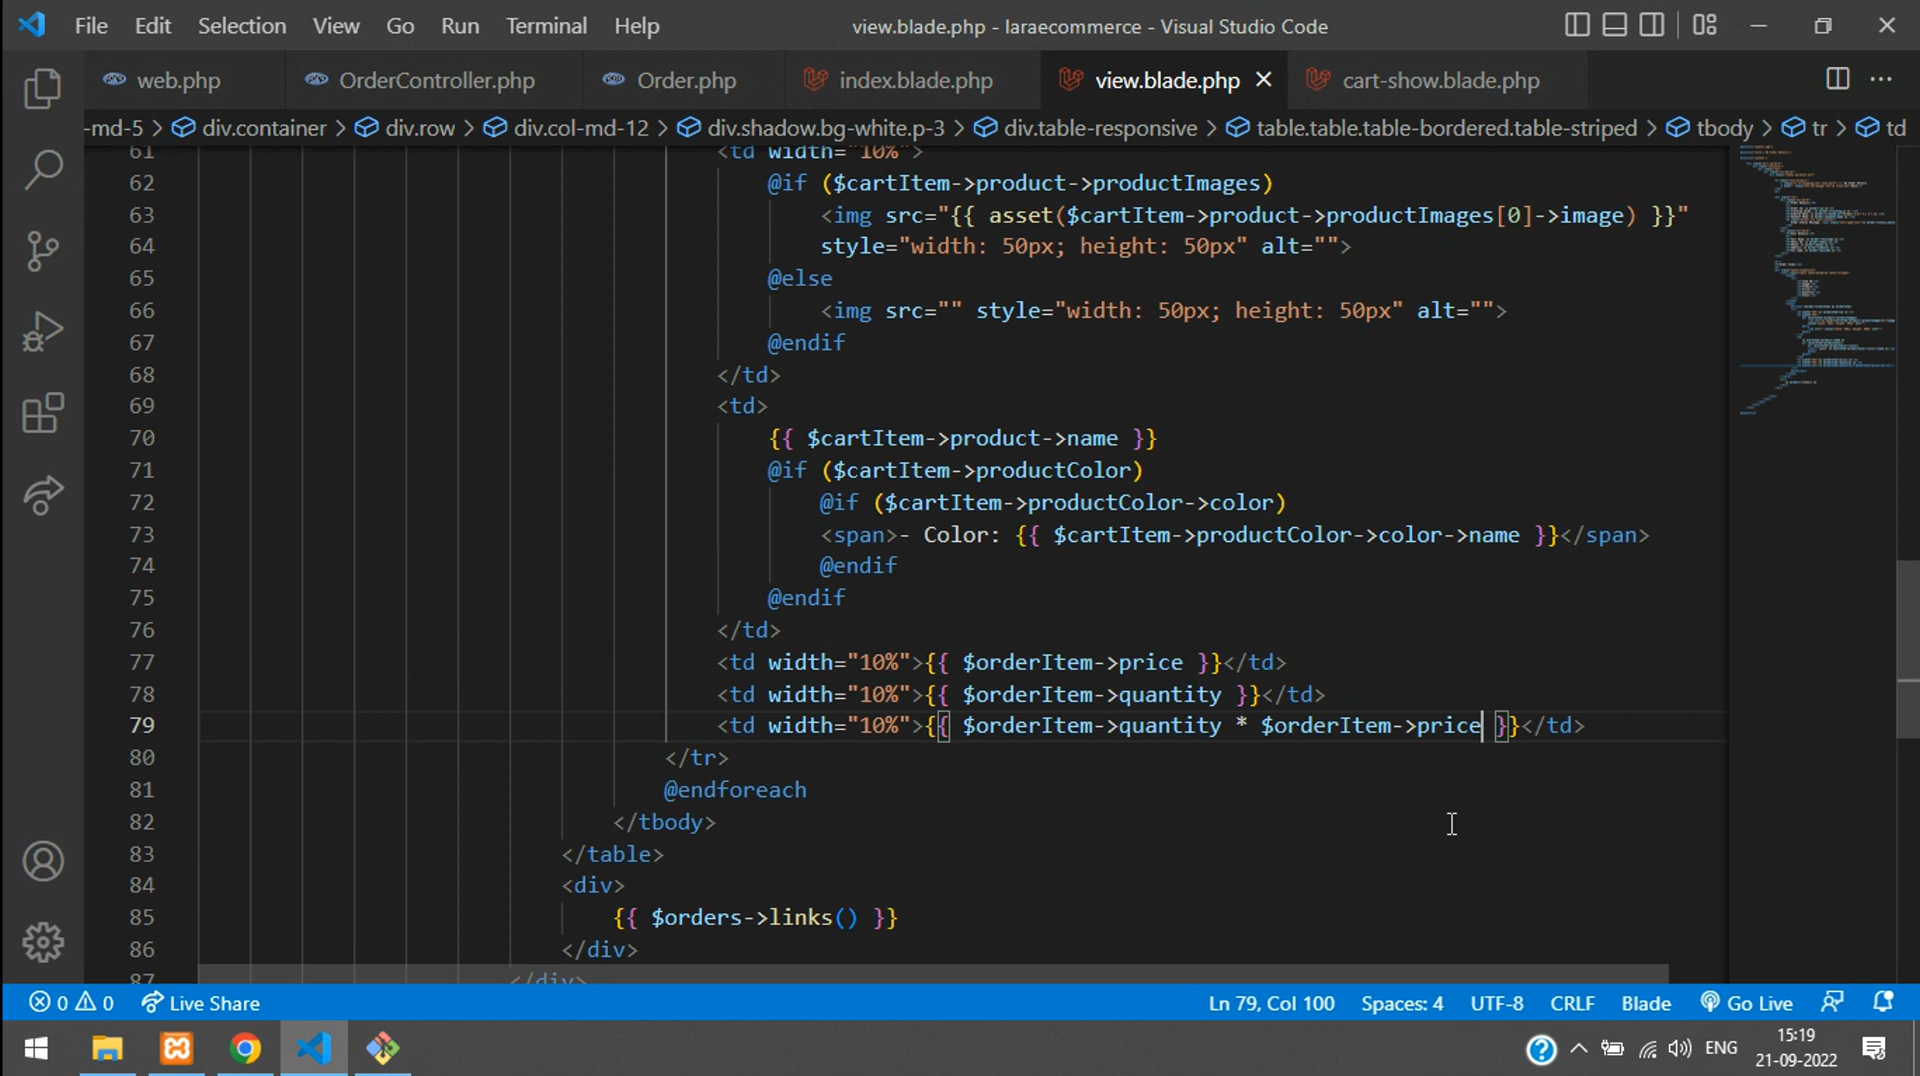 File Edit Selection View Go Run Terminal Help view.blade.php - laraecommerce - Visual Studio Code
web.php OrderController.php Order.php index.blade.php view.blade.php cart-show.blade.php
-md-5 > div.container > div.row > div.col-md-12 > div.shadow.bg-white.p-3 > div.table-responsive > table.table.table-bordered.table-striped > tbody > tr > td
61 <td width="10%">
62 @if ($cartItem->product->productImages)
63 <img src="{{ asset($cartItem->product->productImages[0]->image) }}"
64 style="width: 50px; height: 50px" alt="">
65 @else
66 <img src="" style="width: 50px; height: 50px" alt="">
67 @endif
68 </td>
69 <td>
70 {{ $cartItem->product->name }}
71 @if ($cartItem->productColor)
72 @if ($cartItem->productColor->color)
73 <span>- Color: {{ $cartItem->productColor->color->name }}</span>
74 @endif
75 @endif
76 </td>
77 <td width="10%">{{ $orderItem->price }}</td>
78 <td width="10%">{{ $orderItem->quantity }}</td>
79 <td width="10%">{{ $orderItem->quantity * $orderItem->price }}</td>
80 </tr>
81 @endforeach
82 </tbody>
83 </table>
84 <div>
85 {{ $orders->links() }}
86 </div>
87 </div>
0 0 Live Share Ln 79, Col 100 Spaces: 4 UTF-8 CRLF Blade Go Live
ENG 15:19
21-09-2022